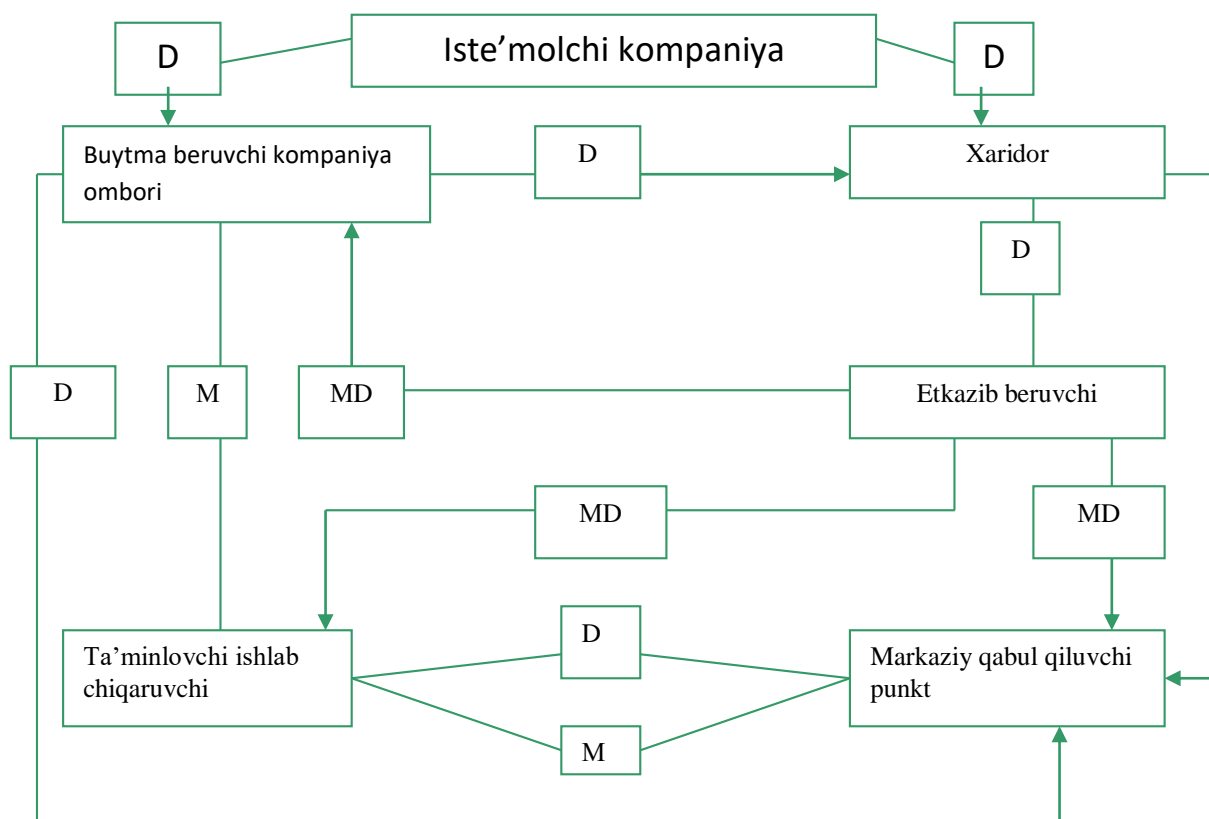 D
Iste’molchi kompaniya
D
Buytma beruvchi kompaniya
ombori
D
Xaridor
D
D
M
MD
Etkazib beruvchi
MD
MD
Ta’minlovchi ishlab
chiqaruvchi
D
Markaziy qabul qiluvchi
punkt
M